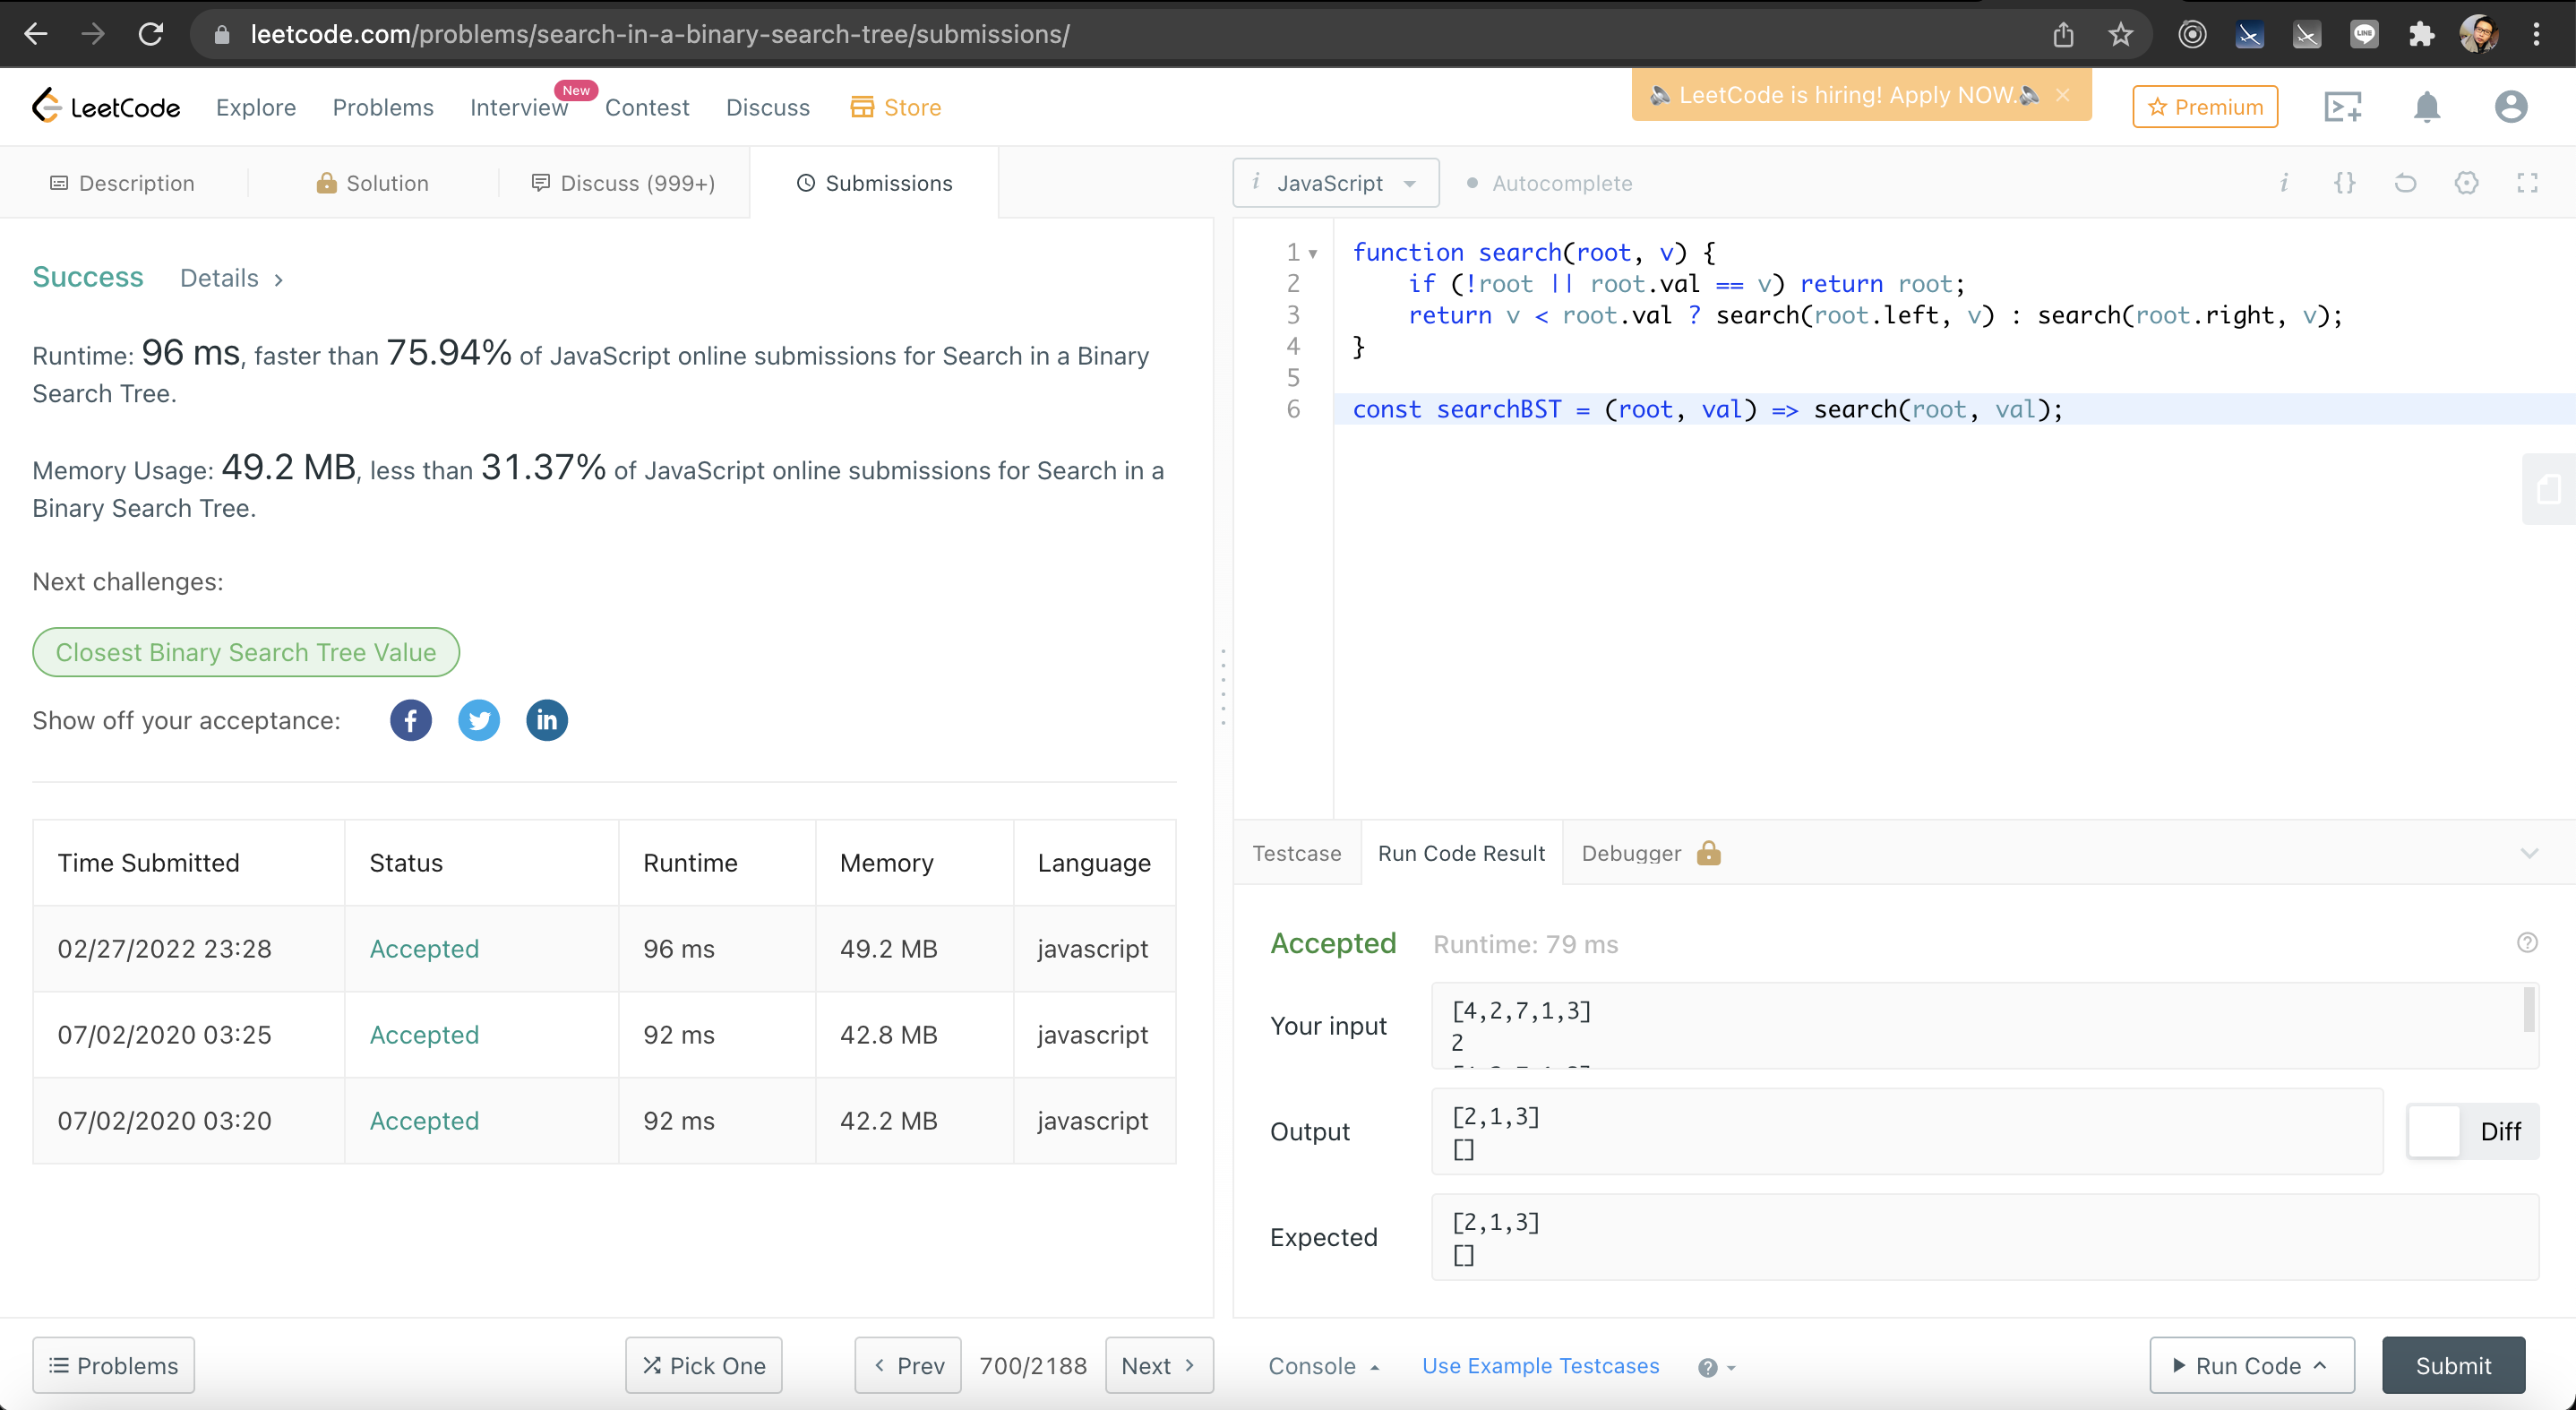 leetcode.com/problems/search-in-a-binary-search-tree/submissions/
LINE
LeetCode
Explore
Problems
Interview
New
Contest
Discuss
Store
LeetCode is hiring! Apply NOW.
Premium
Description
Solution
Discuss (999+)
Submissions
i JavaScript
Autocomplete
i {}
Success Details
Runtime: 96 ms, faster than 75.94% of JavaScript online submissions for Search in a Binary
Search Tree.
Memory Usage: 49.2 MB, less than 31.37% of JavaScript online submissions for Search in a
Binary Search Tree.
Next challenges:
Closest Binary Search Tree Value
Show off your acceptance:
Time Submitted Status Runtime Memory Language
02/27/2022 23:28 Accepted 96 ms 49.2 MB javascript
07/02/2020 03:25 Accepted 92 ms 42.8 MB javascript
07/02/2020 03:20 Accepted 92 ms 42.2 MB javascript
1 function search(root, v) {
2 if (!root || root.val == v) return root;
3 return v < root.val ? search(root.left, v) : search(root.right, v);
4 }
5
6 const searchBST = (root, val) => search(root, val);
Testcase Run Code Result Debugger
Accepted Runtime: 79 ms
Your input
[4,2,7,1,3]
2
Output
[2,1,3]
[]
Diff
Expected
[2,1,3]
[]
Problems
Pick One
Prev
700/2188
Next
Console
Use Example Testcases
Run Code
Submit